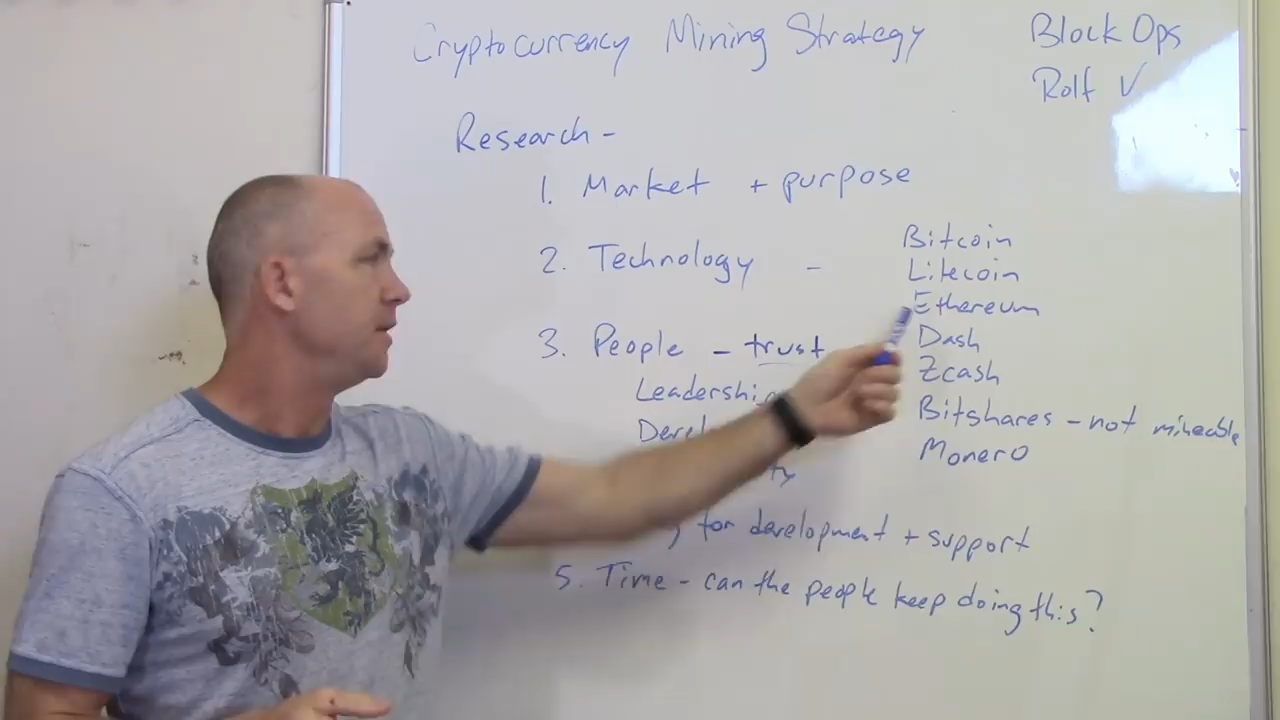 Cryptocurrency Mining Strategy
Block Ops
Rolf V
Research -
1. Market + purpose
2. Technology -
Bitcoin
Litecoin
Ethereum
Dash
Zcash
Bitshares - not mineable
Monero
3. People - trust
for development + support
5. Time - can the people keep doing this?